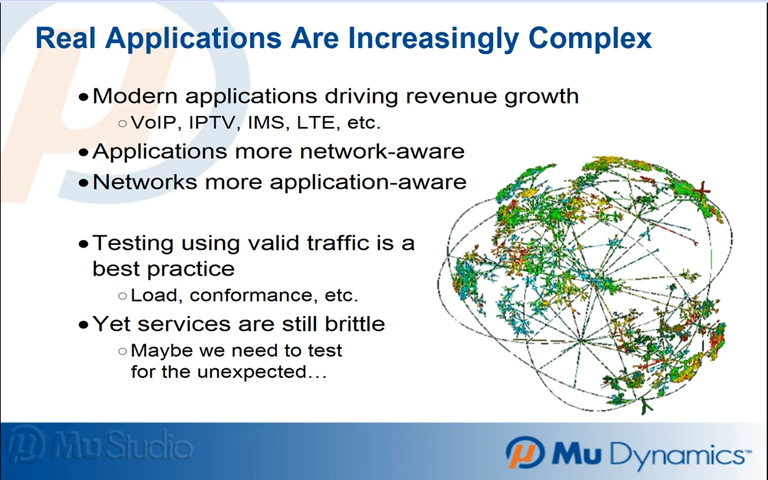 Real Applications Are Increasingly Complex
●Modern applications driving revenue growth
○VoIP, IPTV, IMS, LTE, etc.
●Applications more network-aware
●Networks more application-aware
●Testing using valid traffic is a
best practice
○Load, conformance, etc.
●Yet services are still brittle
○Maybe we need to test
for the unexpected…
μ Mu Studio
μ Mu Dynamics™